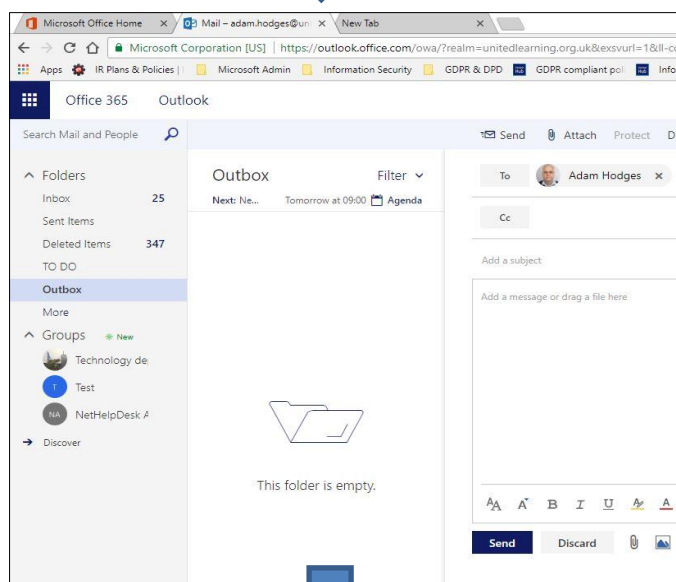 Microsoft Office Home
Mail – adam.hodges@uni
New Tab
Microsoft Corporation [US] | https://outlook.office.com/owa/?realm=unitedlearning.org.uk&exsvurl=1&ll-c
Apps IR Plans & Policies | Microsoft Admin Information Security GDPR & DPD GDPR compliant pol Info
Office 365 Outlook
Search Mail and People
Send Attach Protect D
Folders
Inbox 25
Sent Items
Deleted Items 347
TO DO
Outbox
More
Groups New
Technology de
T Test
NA NetHelpDesk A
Discover
Outbox Filter
Next: Ne... Tomorrow at 09:00 Agenda
This folder is empty.
To Adam Hodges x
Cc
Add a subject
Add a message or drag a file here
AA A B I U A
Send Discard